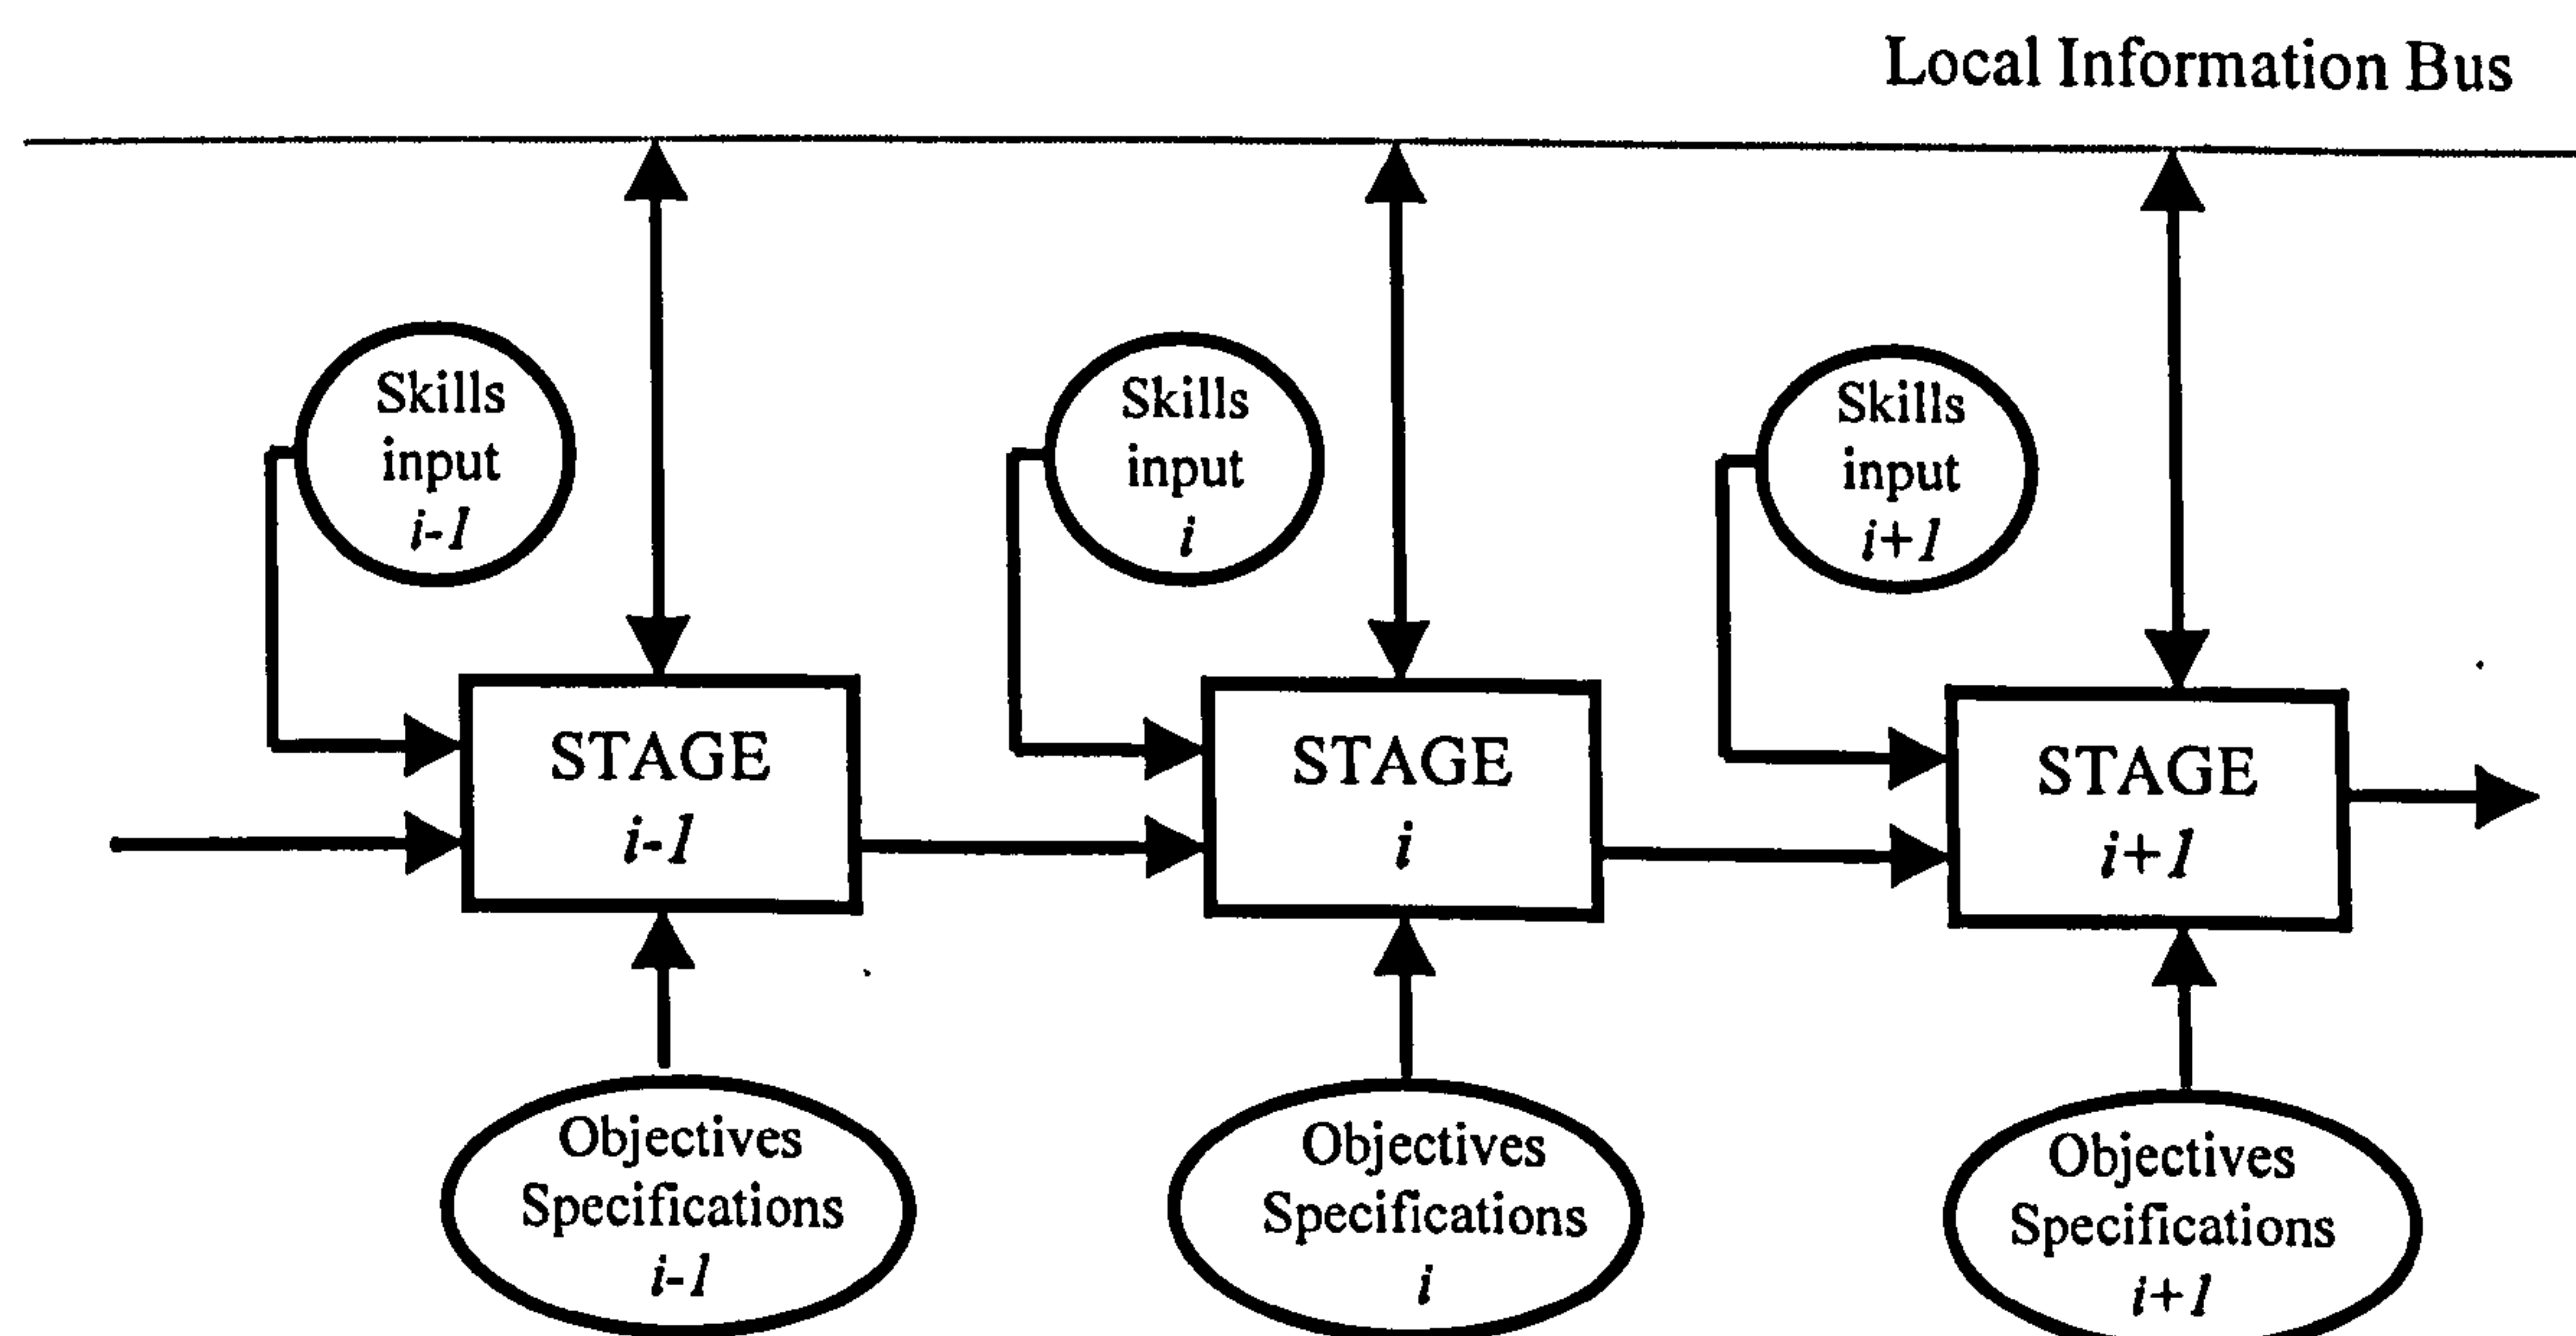 Local Information Bus
Skills
input
i-1
Skills
input
i
Skills
input
i+1
STAGE
i-1
STAGE
i
STAGE
i+1
Objectives
Specifications
i-1
Objectives
Specifications
i
Objectives
Specifications
i+1